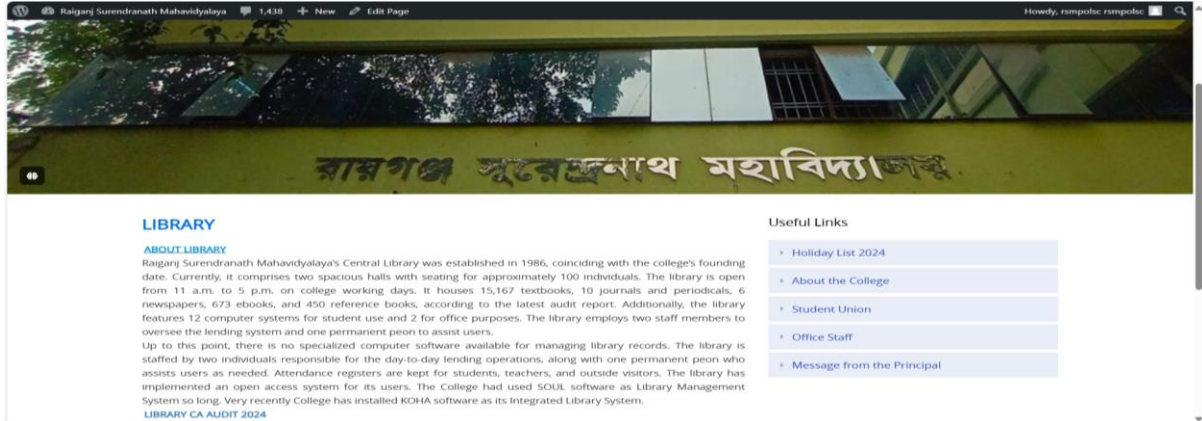 Raiganj Surendranath Mahavidyalaya 1,438 New Edit Page Howdy, rsmpolsc rsmpolsc
রায়গঞ্জ সুরেন্দ্রনাথ মহাবিদ্যালয়
LIBRARY
ABOUT LIBRARY
Raiganj Surendranath Mahavidyalaya's Central Library was established in 1986, coinciding with the college's founding
date. Currently, it comprises two spacious halls with seating for approximately 100 individuals. The library is open
from 11 a.m. to 5 p.m. on college working days. It houses 15,167 textbooks, 10 journals and periodicals, 6
newspapers, 673 ebooks, and 450 reference books, according to the latest audit report. Additionally, the library
features 12 computer systems for student use and 2 for office purposes. The library employs two staff members to
oversee the lending system and one permanent peon to assist users.
Up to this point, there is no specialized computer software available for managing library records. The library is
staffed by two individuals responsible for the day-to-day lending operations, along with one permanent peon who
assists users as needed. Attendance registers are kept for students, teachers, and outside visitors. The library has
implemented an open access system for its users. The College had used SOUL software as Library Management
System so long. Very recently College has installed KOHA software as its Integrated Library System.
LIBRARY CA AUDIT 2024
Useful Links
Holiday List 2024
About the College
Student Union
Office Staff
Message from the Principal